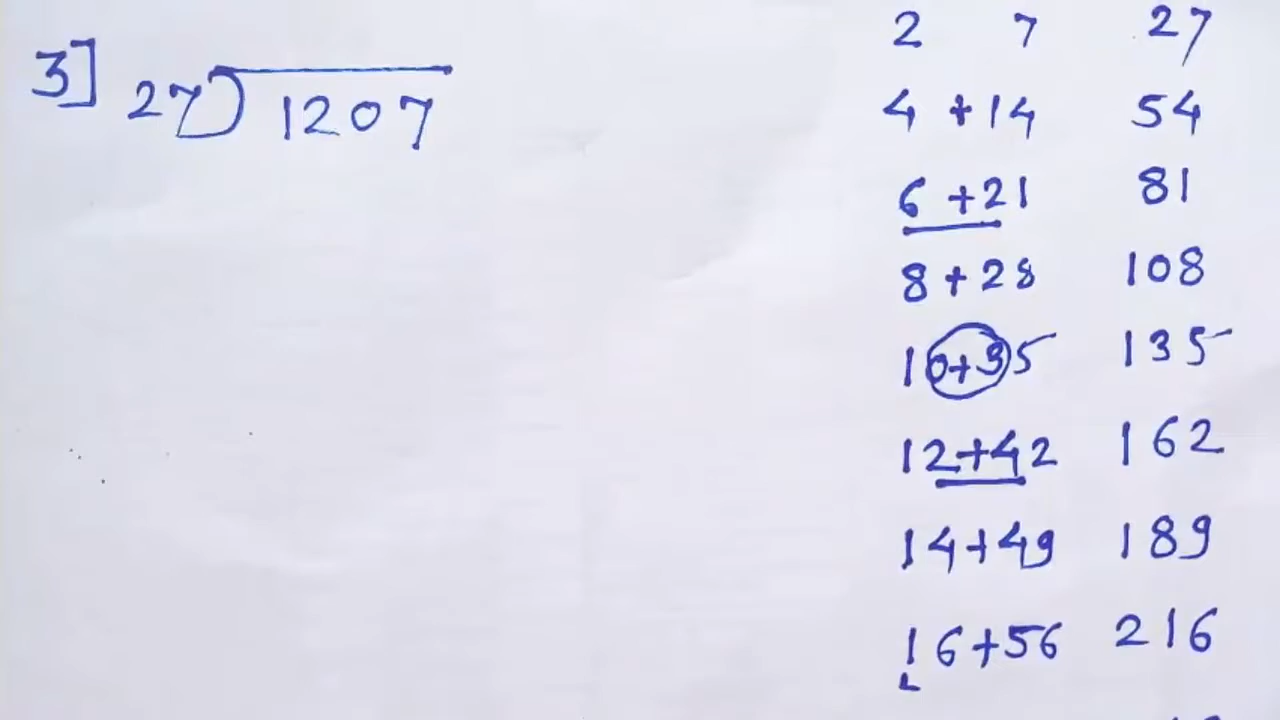 3] 27) 1207
2 7 27
4 +14 54
6 +21 81
8+28 108
10+35 135
12+42 162
14+49 189
16+56 216